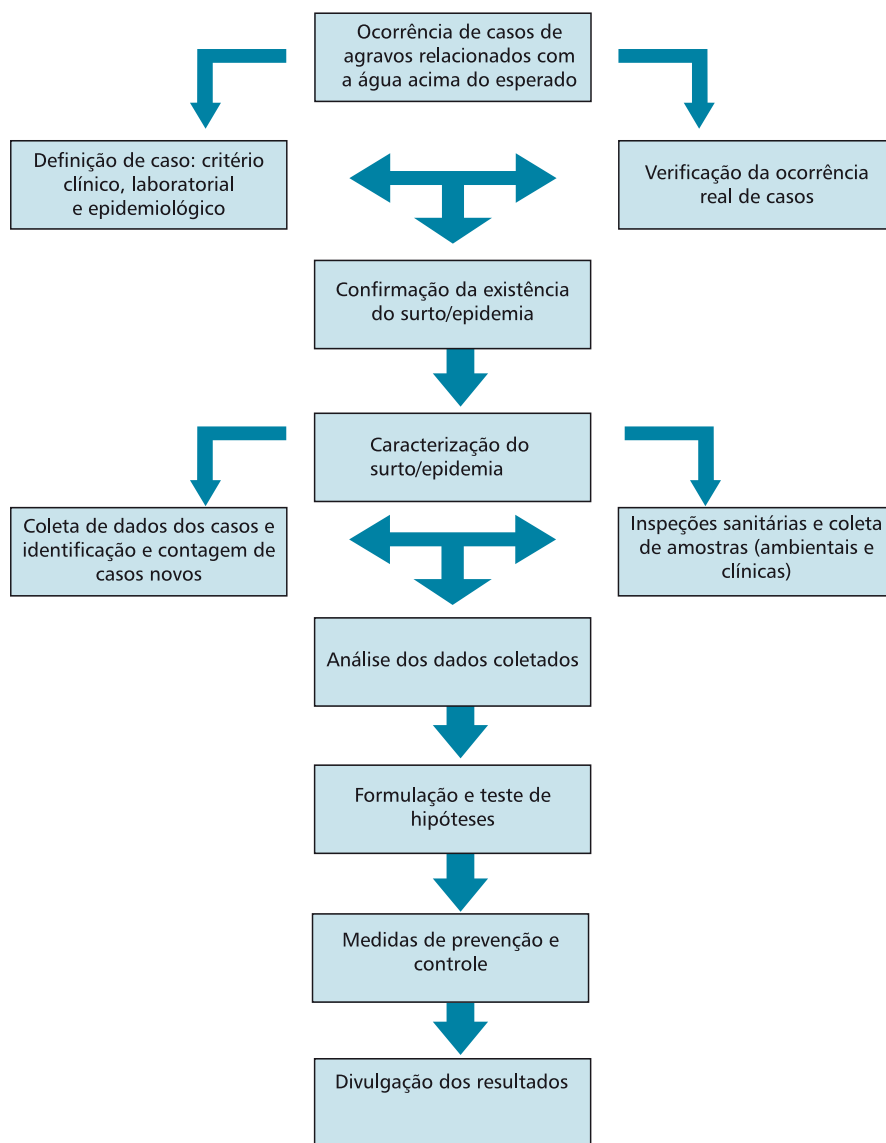 Ocorrência de casos de
agravos relacionados com
a água acima do esperado
Definição de caso: critério
clínico, laboratorial
e epidemiológico
Verificação da ocorrência
real de casos
Confirmação da existência
do surto/epidemia
Caracterização do
surto/epidemia
Coleta de dados dos casos e
identificação e contagem de
casos novos
Inspeções sanitárias e coleta
de amostras (ambientais e
clínicas)
Análise dos dados coletados
Formulação e teste de
hipóteses
Medidas de prevenção e
controle
Divulgação dos resultados